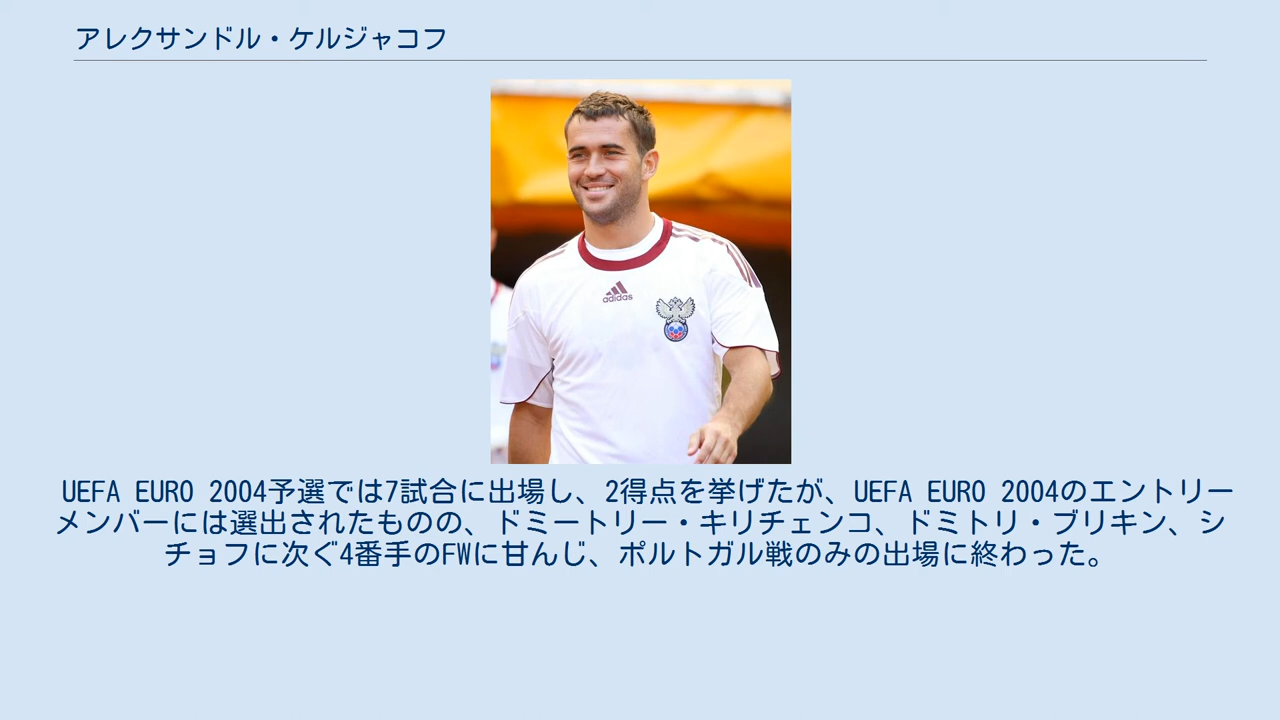 アレクサンドル・ケルジャコフ
adidas
UEFA EURO 2004予選では7試合に出場し、2得点を挙げたが、UEFA EURO 2004のエントリー
メンバーには選出されたものの、ドミートリー・キリチェンコ、ドミトリ・ブリキン、シ
チョフに次ぐ4番手のFWに甘んじ、ポルトガル戦のみの出場に終わった。